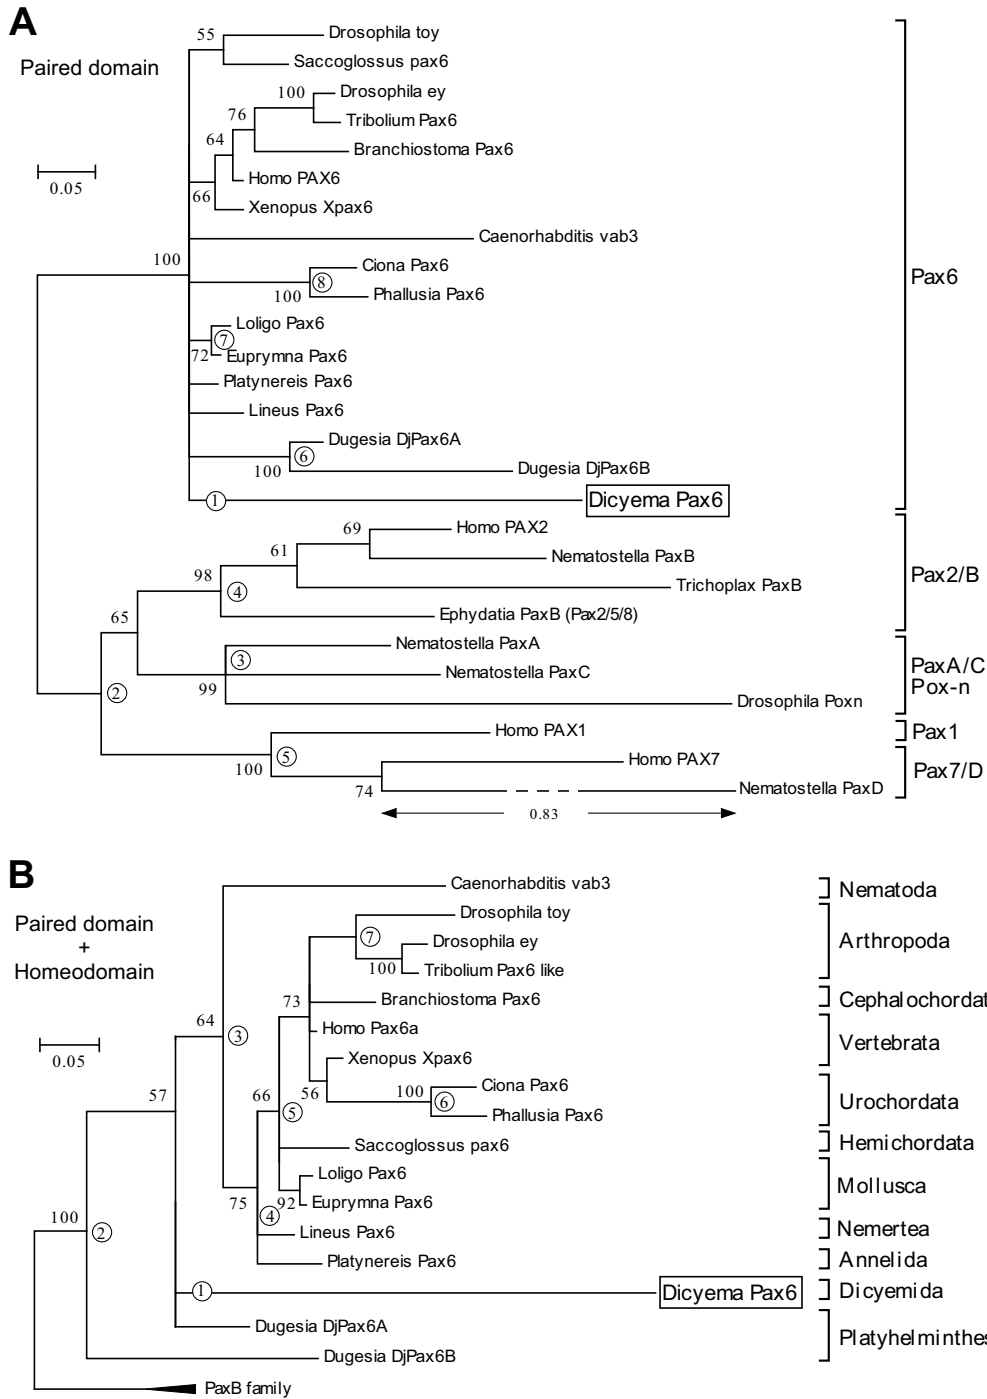 A
Paired domain
0.05
55
Drosophila toy
Saccoglossus pax6
100
Drosophila ey
76
Tribolium Pax6
64
Branchiostoma Pax6
Homo PAX6
66
Xenopus Xpax6
Caenorhabditis vab3
100
Ciona Pax6
8
100
Phallusia Pax6
Loligo Pax6
7
72
Euprymna Pax6
Platynereis Pax6
Lineus Pax6
Dugesia DjPax6A
6
100
Dugesia DjPax6B
1
Dicyema Pax6
Pax6
69
Homo PAX2
61
Nematostella PaxB
98
Trichoplax PaxB
4
Ephydatia PaxB (Pax2/5/8)
Pax2/B
65
Nematostella PaxA
3
Nematostella PaxC
99
Drosophila Poxn
PaxA/C
Pox-n
2
Homo PAX1
Pax1
5
100
Homo PAX7
74
Nematostella PaxD
Pax7/D
0.83
B
Paired domain
+
Homeodomain
0.05
Caenorhabditis vab3
Nematoda
Drosophila toy
7
Drosophila ey
100
Tribolium Pax6 like
Arthropoda
73
Branchiostoma Pax6
Cephalochordat
64
3
Homo Pax6a
Xenopus Xpax6
Vertebrata
56
100
Ciona Pax6
6
Phallusia Pax6
Urochordata
57
66
5
Saccoglossus pax6
Hemichordata
Loligo Pax6
92
Euprymna Pax6
Mollusca
75
4
Lineus Pax6
Nemertea
Platynereis Pax6
Annelida
100
2
1
Dicyema Pax6
Dicyemida
Dugesia DjPax6A
Dugesia DjPax6B
Platyhelminthes
PaxB family